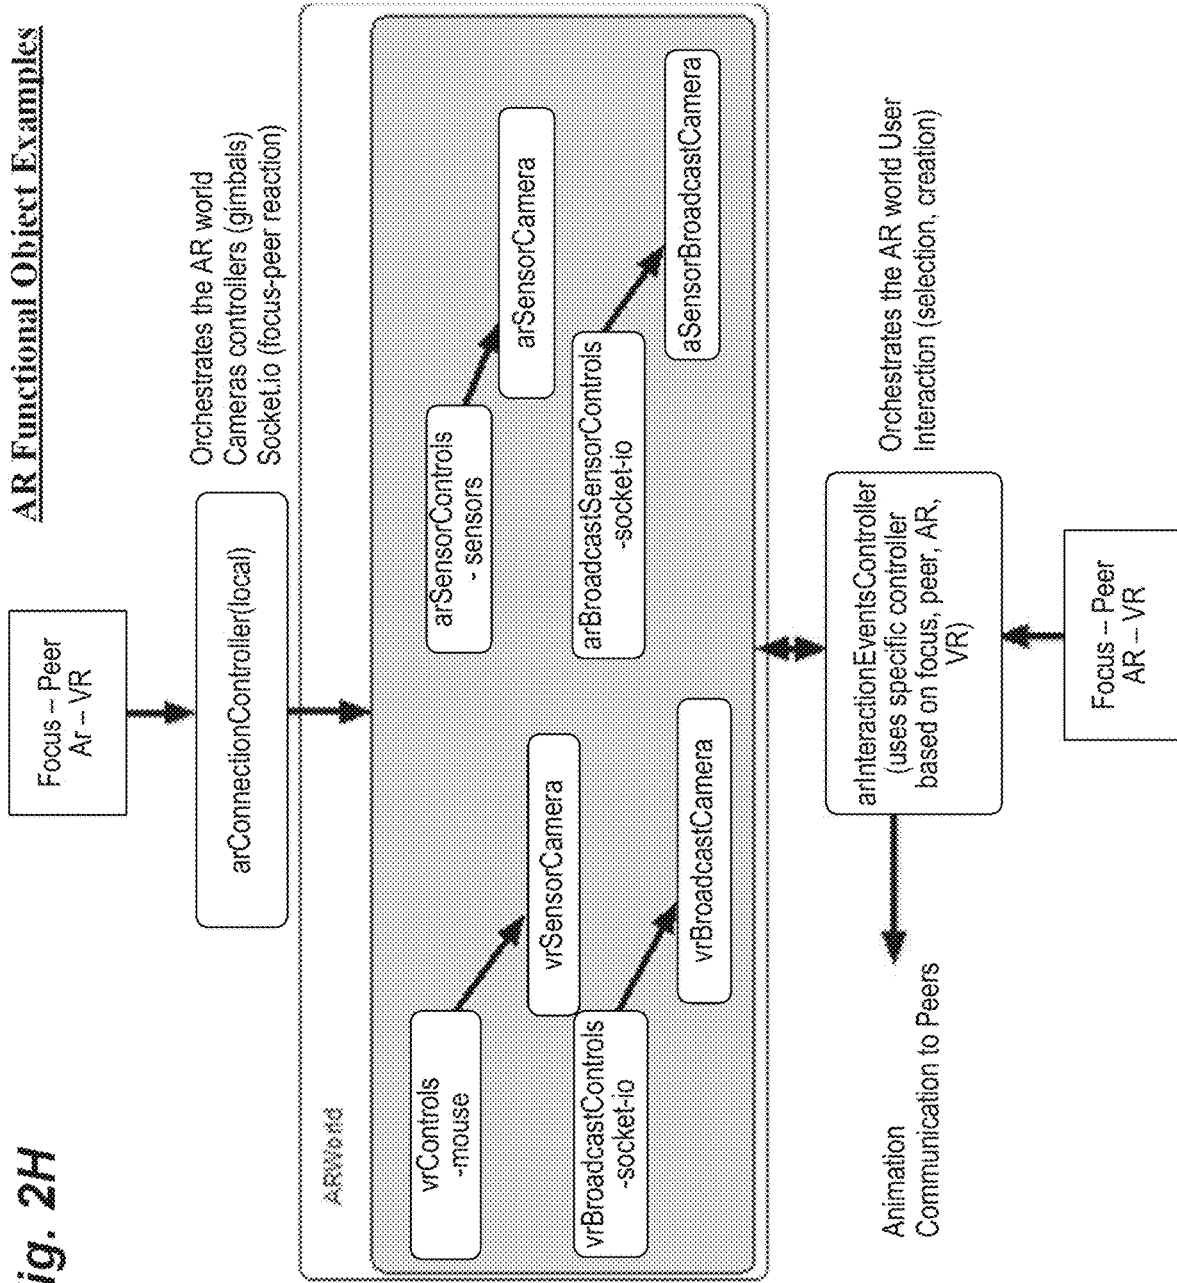 ig. 2H
AR Functional Object Examples
Focus – Peer
Ar – VR
arConnectionController(local)
Orchestrates the AR world
Cameras controllers (gimbals)
Socket.io (focus-peer reaction)
ARWorld
vrControls
-mouse
vrSensorCamera
vrBroadcastControls
-socket-io
vrBroadcastCamera
arSensorControls
- sensors
arSensorCamera
arBroadcastSensorControls
-socket-io
aSensorBroadcastCamera
arInteractionEventsController
(uses specific controller
based on focus, peer, AR,
VR)
Orchestrates the AR world User
Interaction (selection, creation)
Animation
Communication to Peers
Focus – Peer
AR – VR